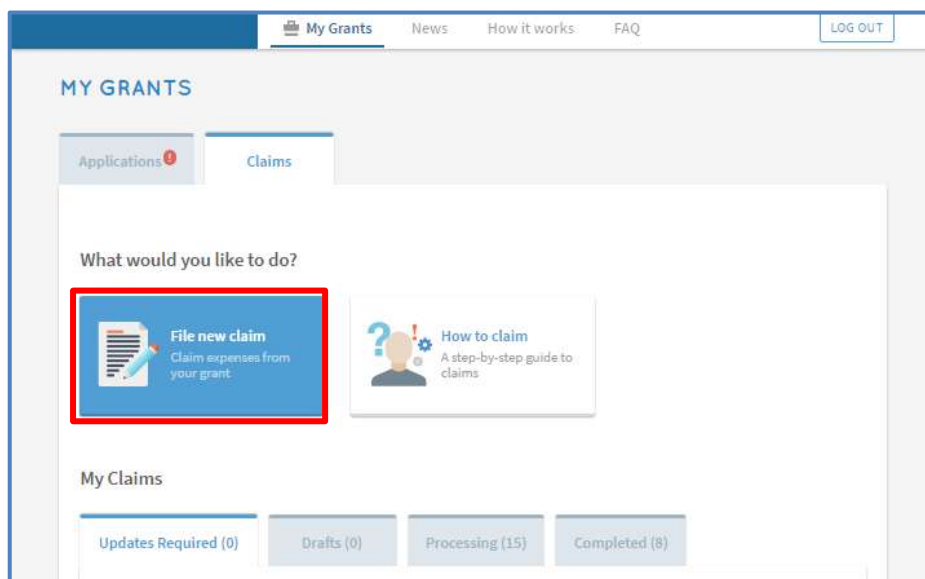 My Grants News How it works FAQ LOG OUT
MY GRANTS
Applications Claims
What would you like to do?
File new claim
Claim expenses from
your grant
How to claim
A step-by-step guide to
claims
My Claims
Updates Required (0) Drafts (0) Processing (15) Completed (8)